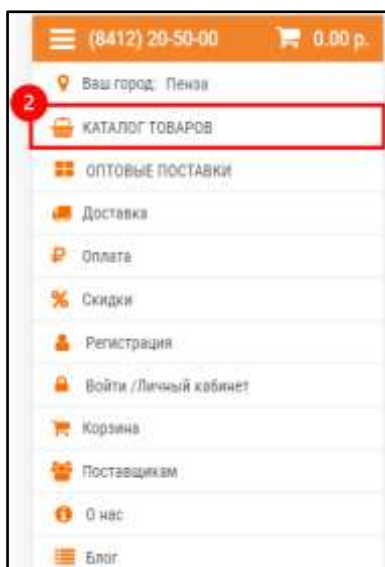 (8412) 20-50-00 0.00 р.
Ваш город: Пенза
2
КАТАЛОГ ТОВАРОВ
ОПТОВЫЕ ПОСТАВКИ
Доставка
Оплата
Скидки
Регистрация
Войти /Личный кабинет
Корзина
Поставщикам
О нас
Блог